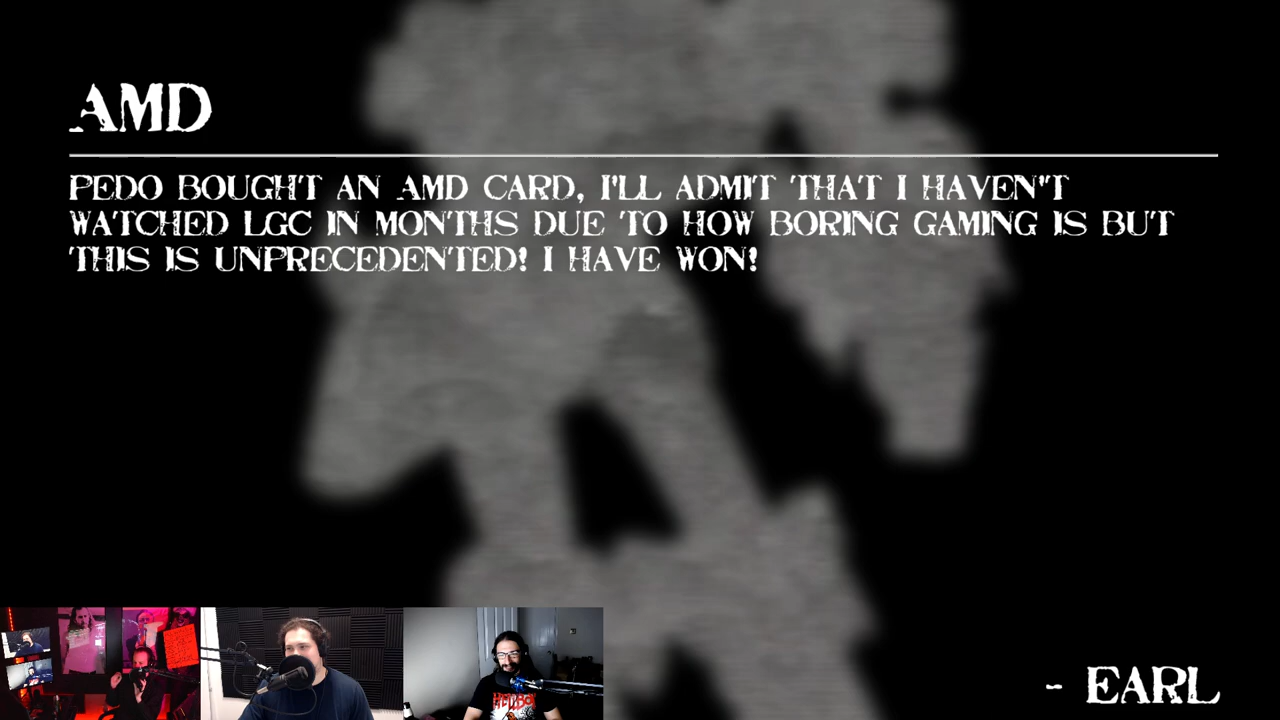 AMD
PEDO BOUGHT AN AMD CARD, I'LL ADMIT THAT I HAVEN"T
WATCHED LGC IN MONTHS DUE TO HOW BORING GAMING IS BUT
THIS IS UNPRECEDENTED! I HAVE WON!
- EARL
HELLBOY